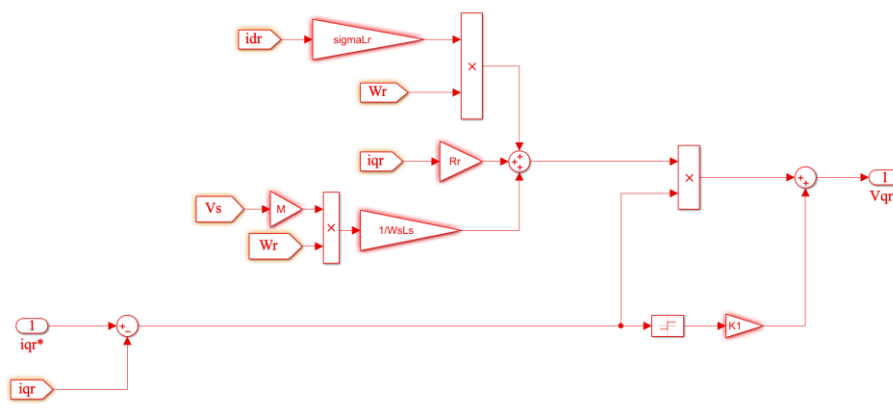 idr
sigmaLr
×
Wr
iqr
Rr
+
+
+
Vs
M
×
Wr
1/WsLs
×
+
+
1
Vqr
1
iqr*
+
−
K1
iqr